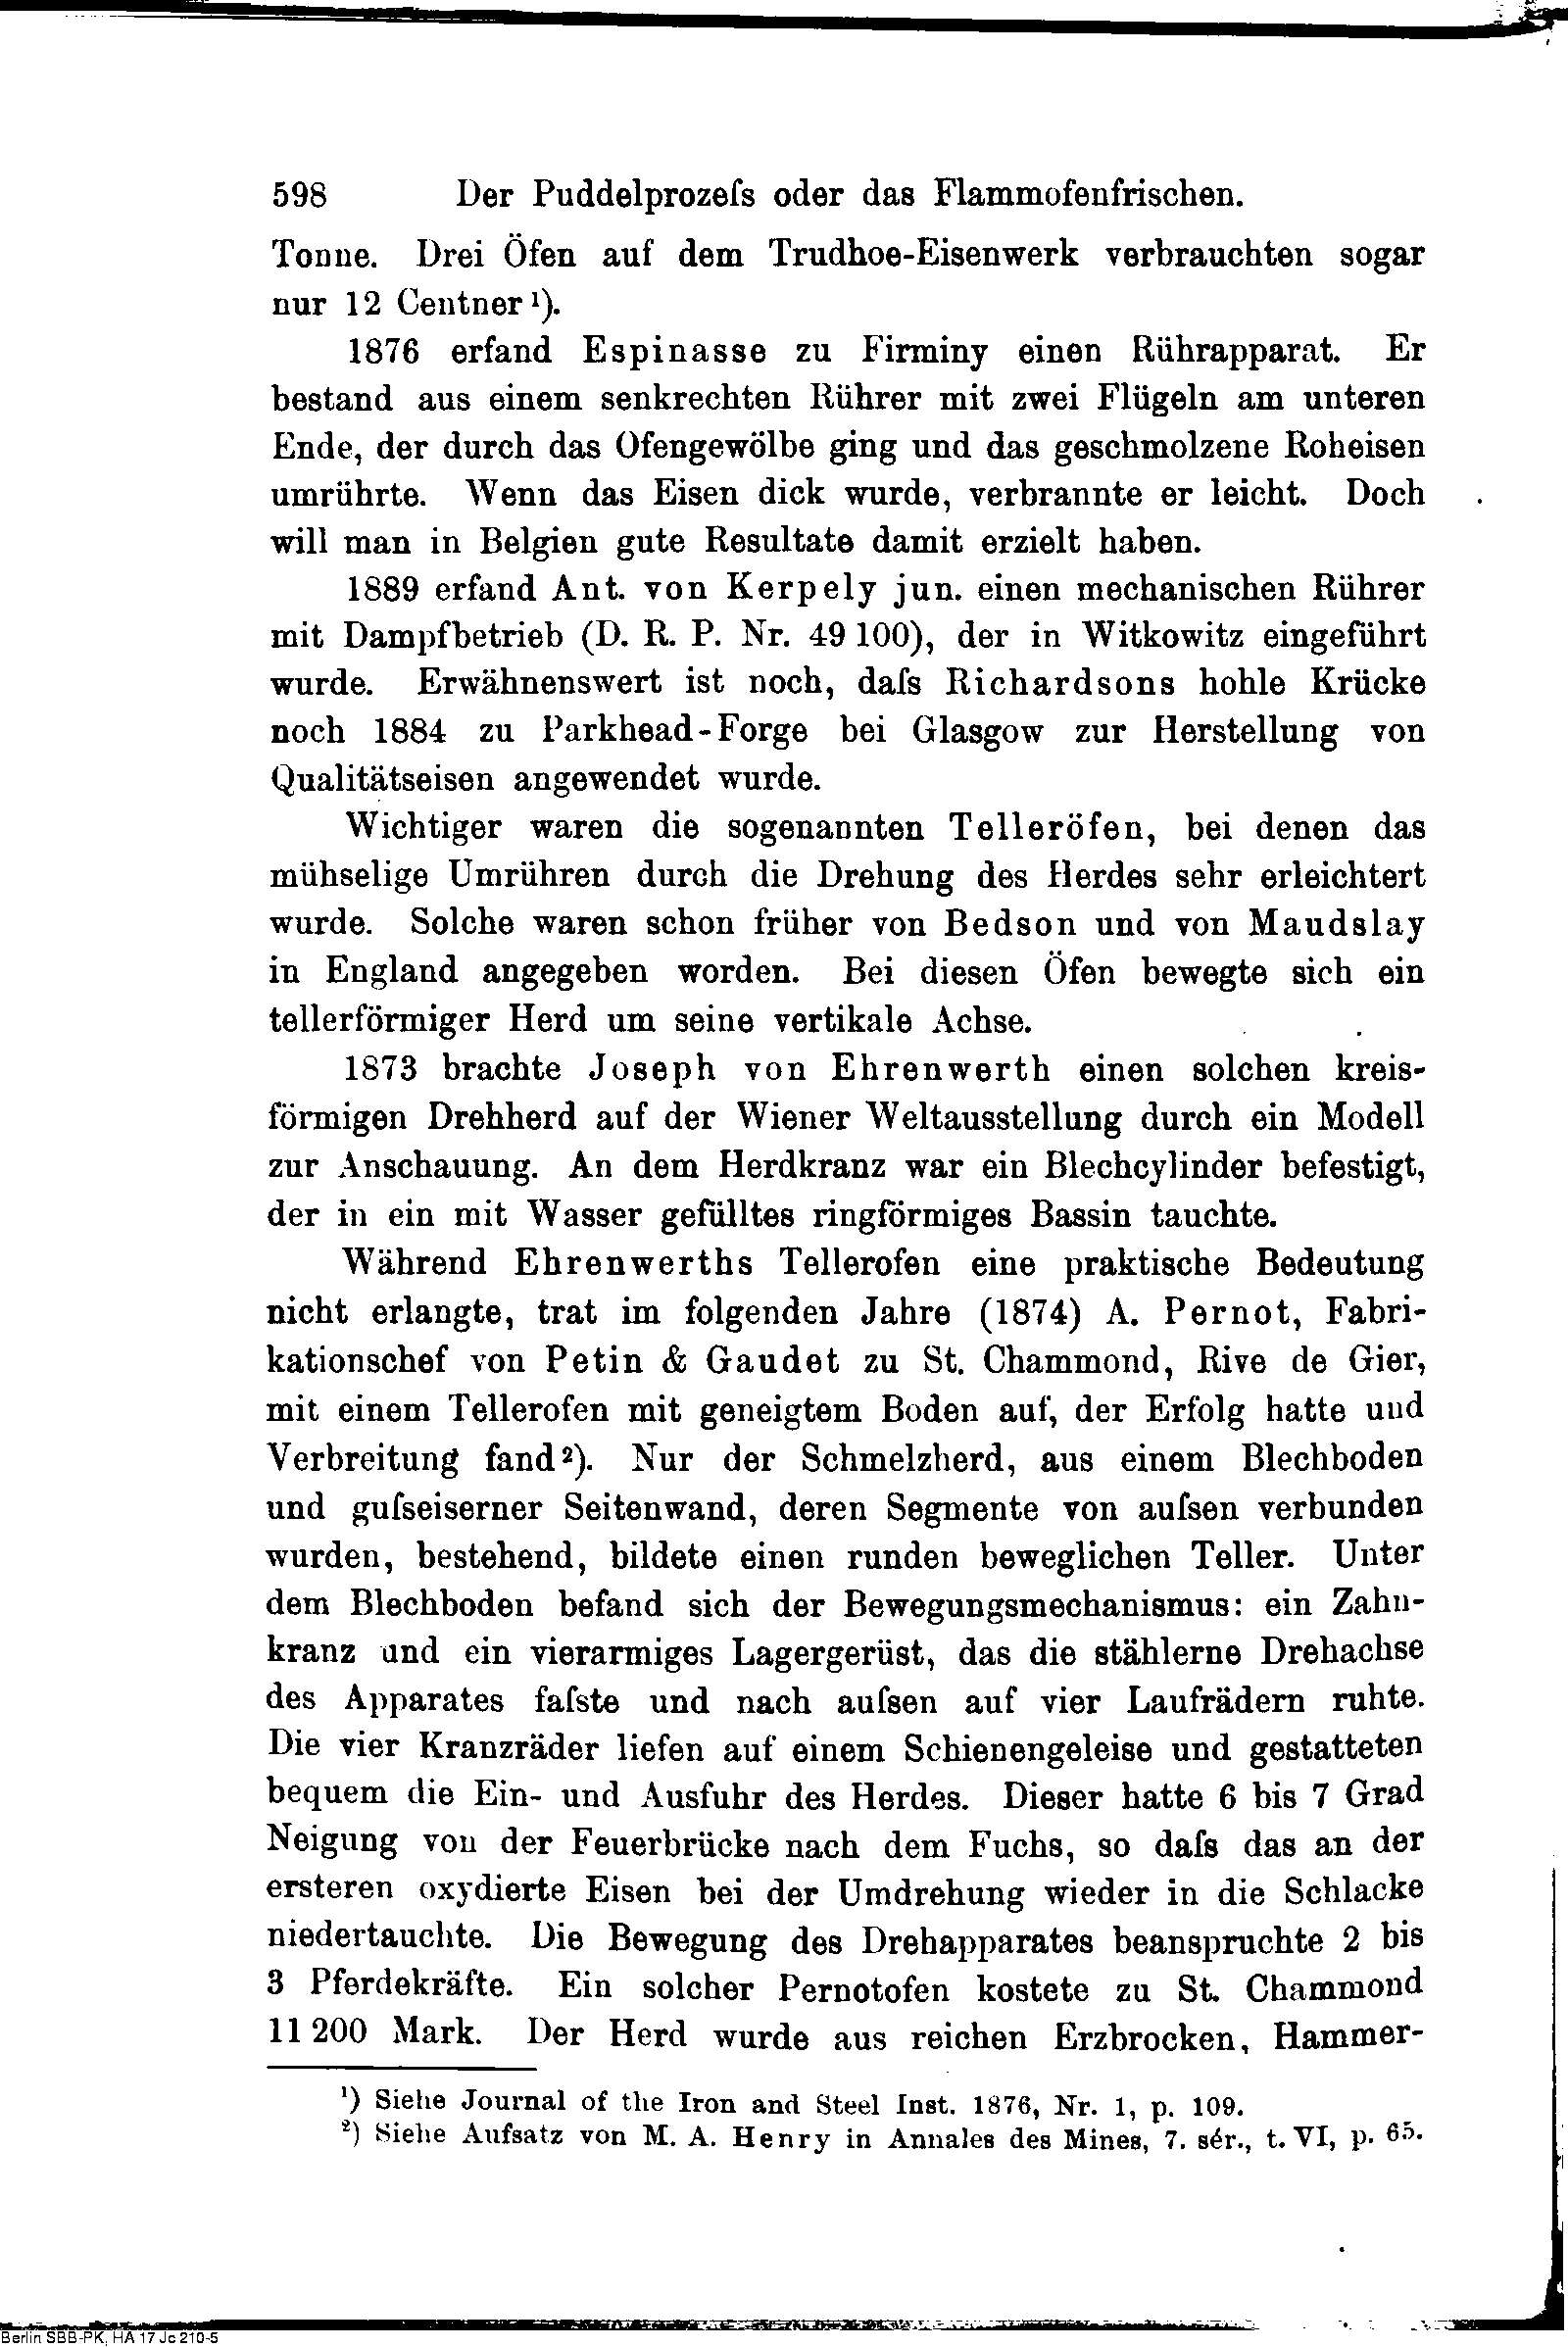 598 Der Puddelprozeſs oder das Flammofenfrischen.
Tonne. Drei Öfen auf dem Trudhoe-Eisenwerk verbrauchten sogar
nur 12 Centner ¹).
1876 erfand Espinasse zu Firminy einen Rührapparat. Er
bestand aus einem senkrechten Rührer mit zwei Flügeln am unteren
Ende, der durch das Ofengewölbe ging und das geschmolzene Roheisen
umrührte. Wenn das Eisen dick wurde, verbrannte er leicht. Doch
will man in Belgien gute Resultate damit erzielt haben.
1889 erfand Ant. von Kerpely jun. einen mechanischen Rührer
mit Dampfbetrieb (D. R. P. Nr. 49 100), der in Witkowitz eingeführt
wurde. Erwähnenswert ist noch, daſs Richardsons hohle Krücke
noch 1884 zu Parkhead-Forge bei Glasgow zur Herstellung von
Qualitätseisen angewendet wurde.
Wichtiger waren die sogenannten Telleröfen, bei denen das
mühselige Umrühren durch die Drehung des Herdes sehr erleichtert
wurde. Solche waren schon früher von Bedson und von Maudslay
in England angegeben worden. Bei diesen Öfen bewegte sich ein
tellerförmiger Herd um seine vertikale Achse.
1873 brachte Joseph von Ehrenwerth einen solchen kreis-
förmigen Drehherd auf der Wiener Weltausstellung durch ein Modell
zur Anschauung. An dem Herdkranz war ein Blechcylinder befestigt,
der in ein mit Wasser gefülltes ringförmiges Bassin tauchte.
Während Ehrenwerths Tellerofen eine praktische Bedeutung
nicht erlangte, trat im folgenden Jahre (1874) A. Pernot, Fabri-
kationschef von Petin & Gaudet zu St. Chammond, Rive de Gier,
mit einem Tellerofen mit geneigtem Boden auf, der Erfolg hatte und
Verbreitung fand ²). Nur der Schmelzherd, aus einem Blechboden
und guſseiserner Seitenwand, deren Segmente von auſsen verbunden
wurden, bestehend, bildete einen runden beweglichen Teller. Unter
dem Blechboden befand sich der Bewegungsmechanismus: ein Zahn-
kranz und ein vierarmiges Lagergerüst, das die stählerne Drehachse
des Apparates faſste und nach auſsen auf vier Laufrädern ruhte.
Die vier Kranzräder liefen auf einem Schienengeleise und gestatteten
bequem die Ein- und Ausfuhr des Herdes. Dieser hatte 6 bis 7 Grad
Neigung von der Feuerbrücke nach dem Fuchs, so daſs das an der
ersteren oxydierte Eisen bei der Umdrehung wieder in die Schlacke
niedertauchte. Die Bewegung des Drehapparates beanspruchte 2 bis
3 Pferdekräfte. Ein solcher Pernotofen kostete zu St. Chammond
11 200 Mark. Der Herd wurde aus reichen Erzbrocken, Hammer-
¹) Siehe Journal of the Iron and Steel Inst. 1876, Nr. 1, p. 109.
²) Siehe Aufsatz von M. A. Henry in Annales des Mines, 7. sér., t. VI, p. 65.
Berlin SBB-PK, HA 17 Jc 210-5